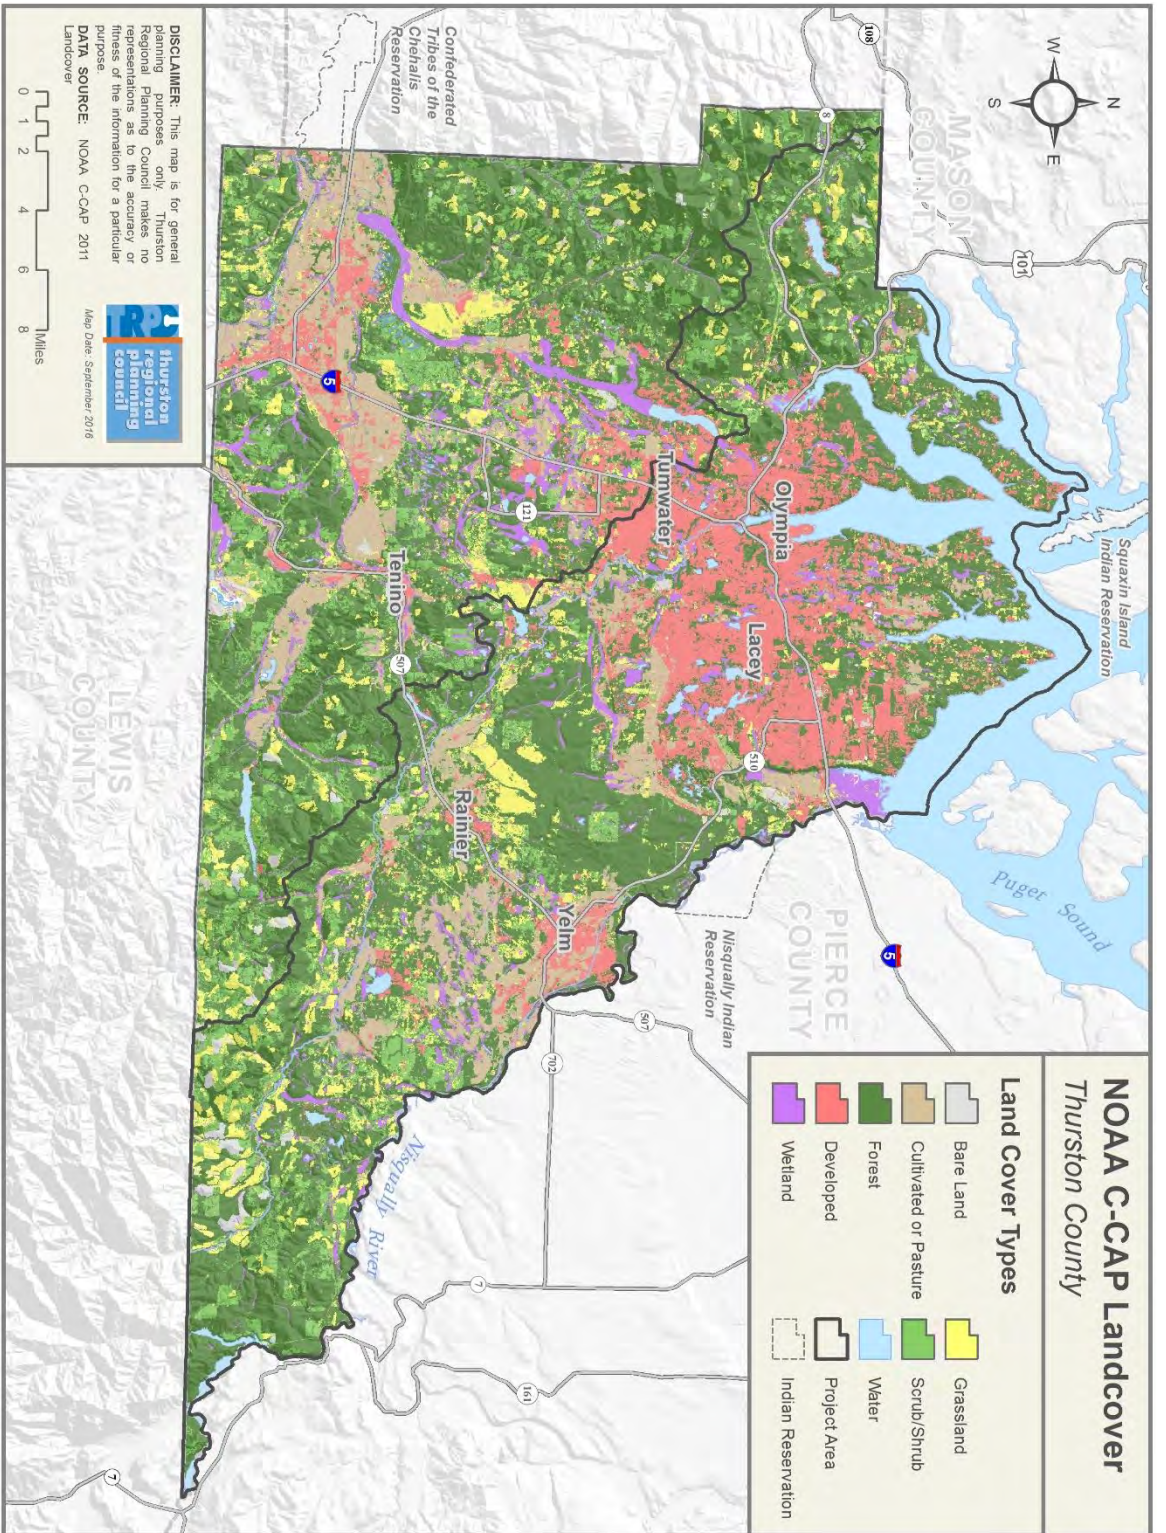 NOAA C-CAP Landcover
Thurston County
Land Cover Types
Bare Land
Cultivated or Pasture
Forest
Developed
Wetland
Grassland
Scrub/Shrub
Water
Project Area
Indian Reservation
N
W
E
S
108
MASON
COUNTY
101
8
Squaxin Island
Indian Reservation
Puget Sound
Confederated
Tribes of the
Chehalis
Reservation
Olympia
Lacey
Tumwater
510
5
PIERCE
COUNTY
Nisqually Indian
Reservation
121
Tenino
507
Rainier
Yelm
507
702
Nisqually River
7
161
7
5
LEWIS
COUNTY
DISCLAIMER: This map is for general
planning purposes only. Thurston
Regional Planning Council makes no
representations as to the accuracy or
fitness of the information for a particular
purpose.
DATA SOURCE: NOAA C-CAP 2011
Landcover
0 1 2 4 6 8
Miles
TRPC
thurston
regional
planning
council
Map Date: September 2016